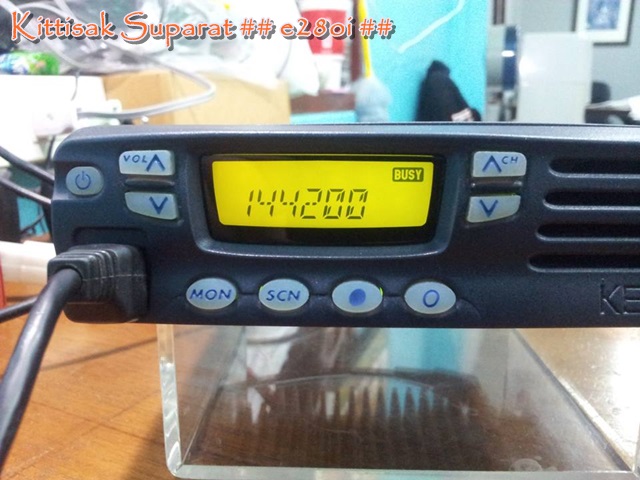 Kittisak Suparat ## e28oi ##
VOL
CH
BUSY
144200
MON
SCN
KE